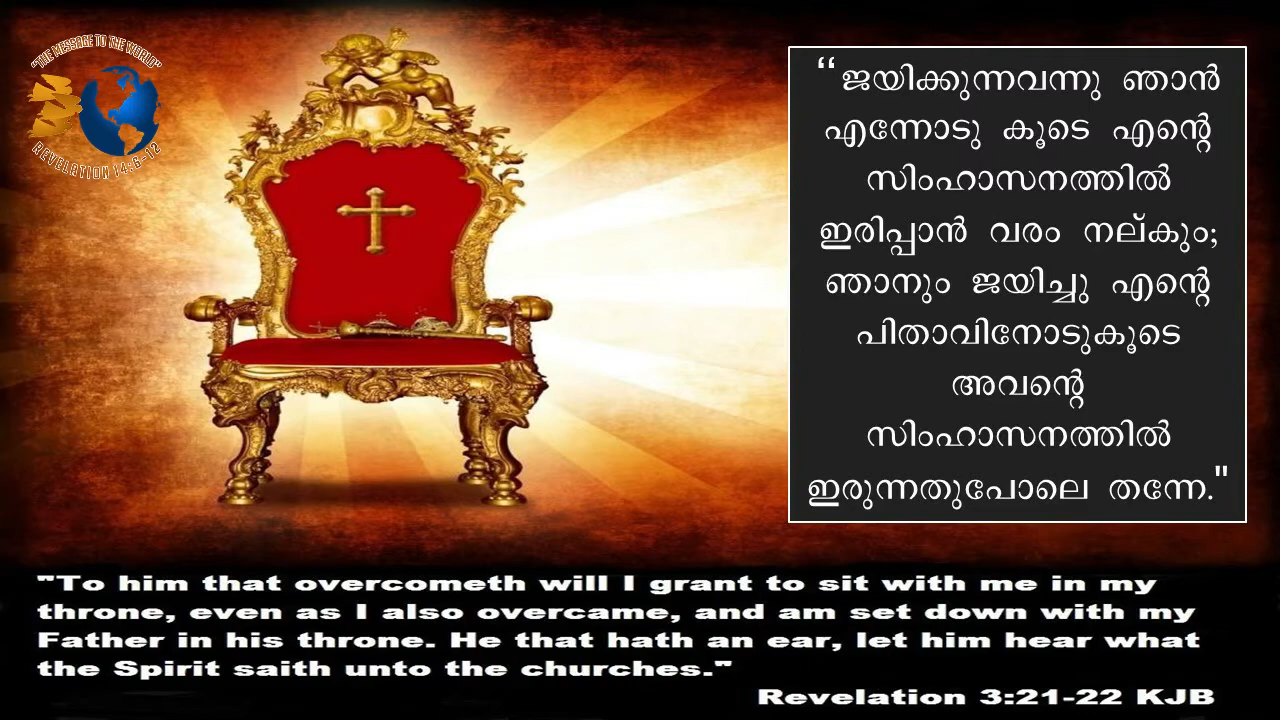 "THE MESSAGE TO THE WORLD"
REVELATION 14:6-12
“ജയിക്കുന്നവന്നു ഞാൻ
എന്നോടു കൂടെ എന്റെ
സിംഹാസനത്തിൽ
ഇരിപ്പാൻ വരം നല്കും;
ഞാനും ജയിച്ചു എന്റെ
പിതാവിനോടുകൂടെ
അവന്റെ
സിംഹാസനത്തിൽ
ഇരുന്നതുപോലെ തന്നേ."
"To him that overcometh will I grant to sit with me in my
throne, even as I also overcame, and am set down with my
Father in his throne. He that hath an ear, let him hear what
the Spirit saith unto the churches."
Revelation 3:21-22 KJB